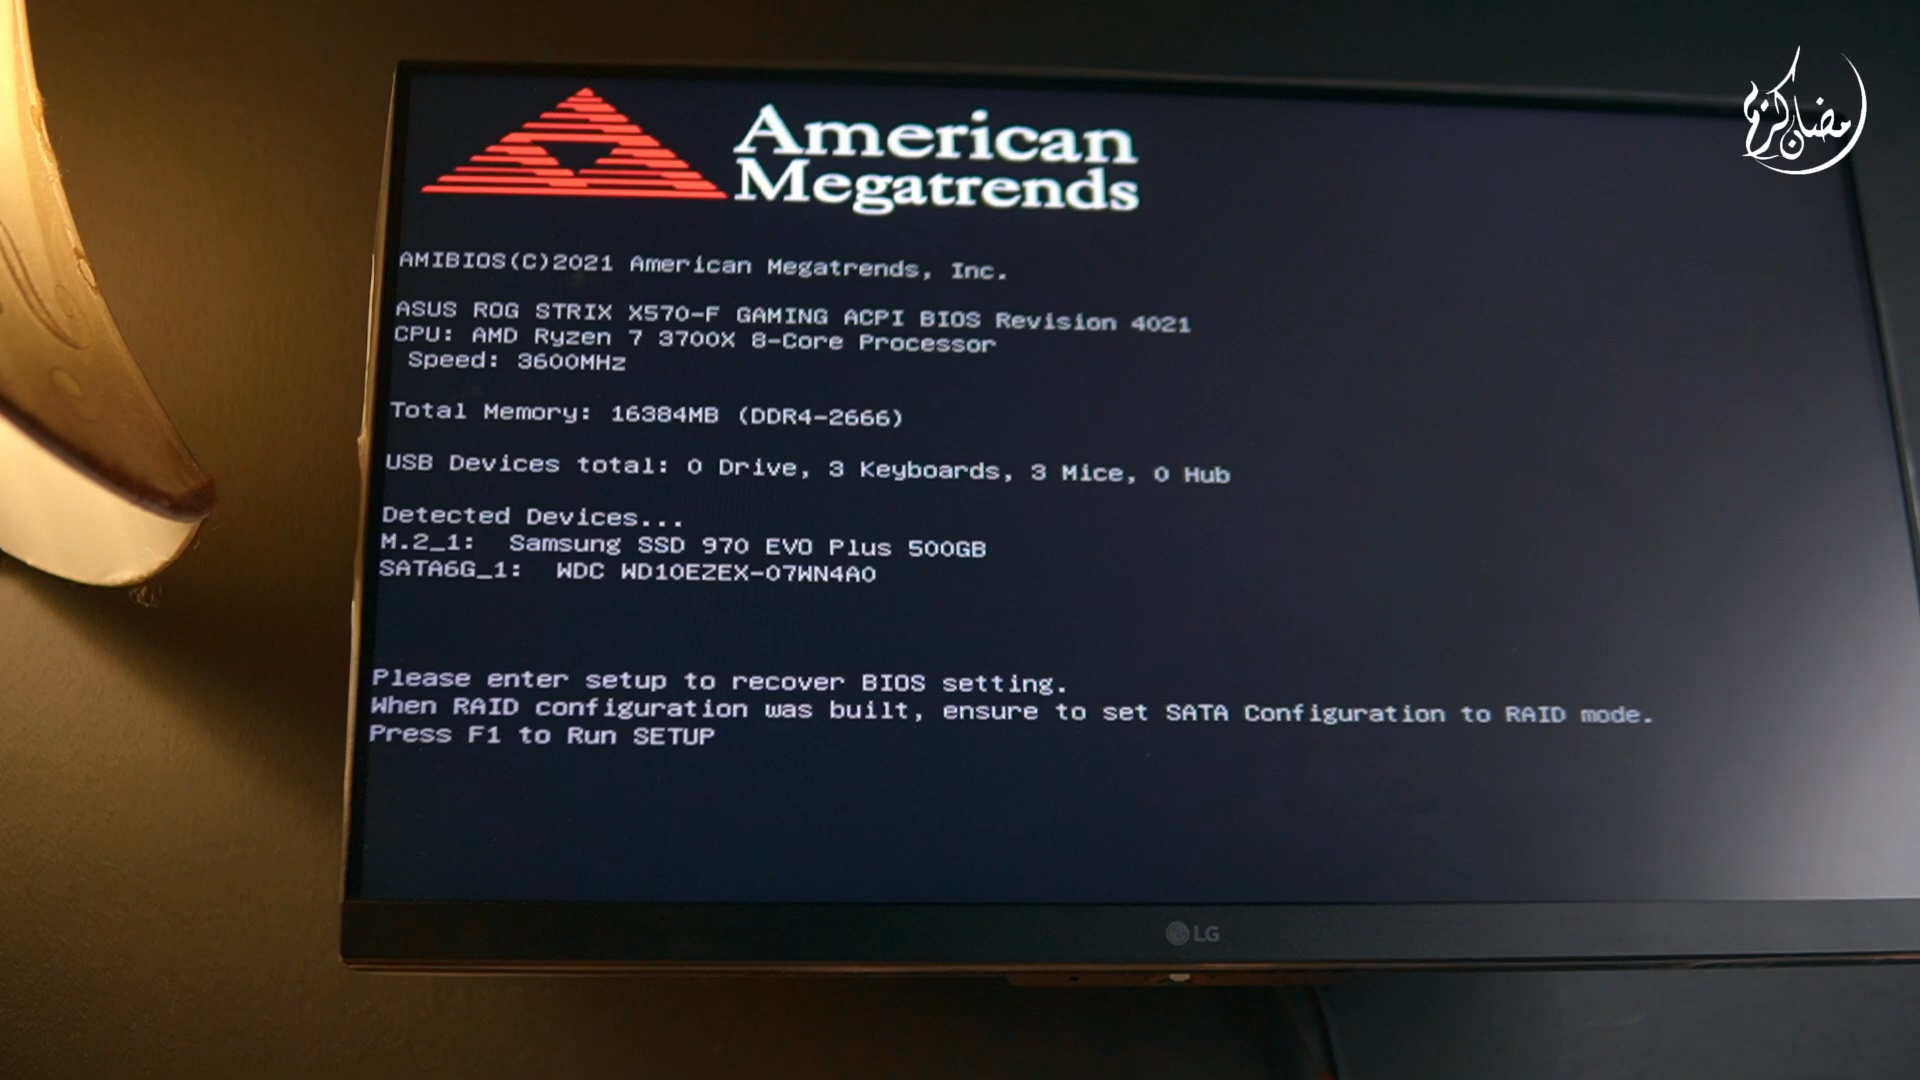 رمضان كريم
American
Megatrends
AMIBIOS(C)2021 American Megatrends, Inc.
ASUS ROG STRIX X570-F GAMING ACPI BIOS Revision 4021
CPU: AMD Ryzen 7 3700X 8-Core Processor
Speed: 3600MHz
Total Memory: 16384MB (DDR4-2666)
USB Devices total: 0 Drive, 3 Keyboards, 3 Mice, 0 Hub
Detected Devices...
M.2_1: Samsung SSD 970 EVO Plus 500GB
SATA6G_1: WDC WD10EZEX-07WN4A0
Please enter setup to recover BIOS setting.
When RAID configuration was built, ensure to set SATA Configuration to RAID mode.
Press F1 to Run SETUP
LG